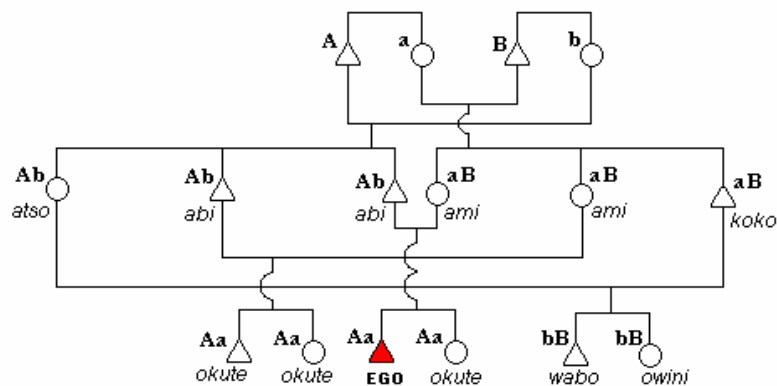 A a B b
Ab Ab Ab aB aB aB
atso abi abi ami ami koko
Aa Aa Aa Aa bB bB
okute okute EGO okute wabo owini